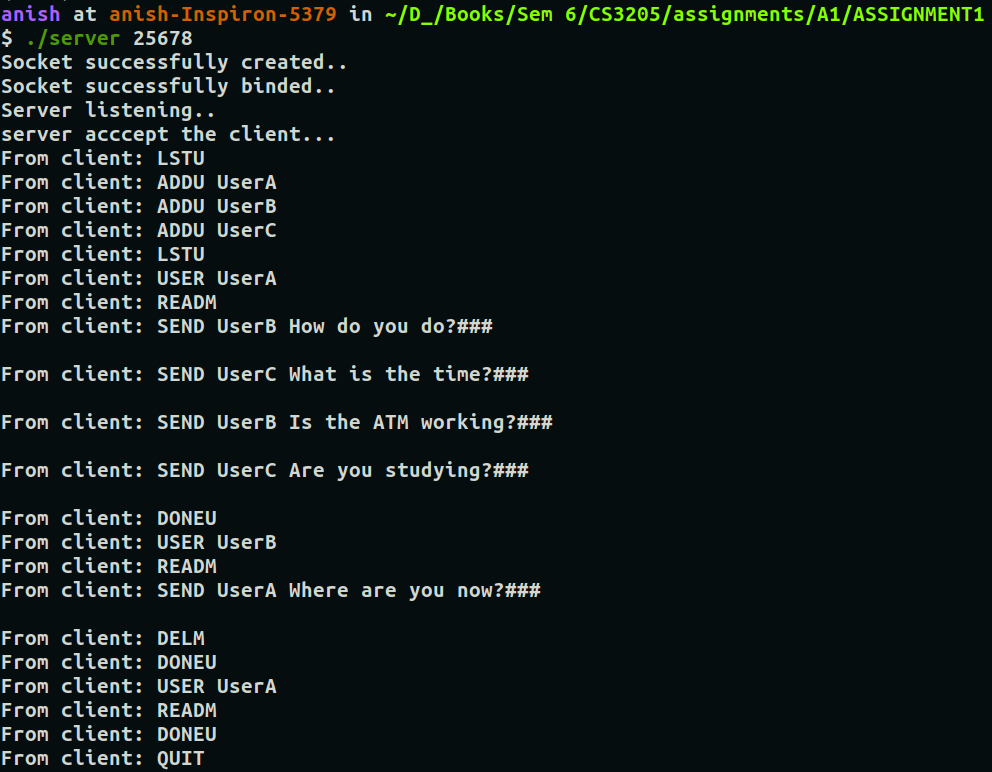 anish at anish-Inspiron-5379 in ~/D_/Books/Sem 6/CS3205/assignments/A1/ASSIGNMENT1
$ ./server 25678
Socket successfully created..
Socket successfully binded..
Server listening..
server acccept the client...
From client: LSTU
From client: ADDU UserA
From client: ADDU UserB
From client: ADDU UserC
From client: LSTU
From client: USER UserA
From client: READM
From client: SEND UserB How do you do?###
From client: SEND UserC What is the time?###
From client: SEND UserB Is the ATM working?###
From client: SEND UserC Are you studying?###
From client: DONEU
From client: USER UserB
From client: READM
From client: SEND UserA Where are you now?###
From client: DELM
From client: DONEU
From client: USER UserA
From client: READM
From client: DONEU
From client: QUIT